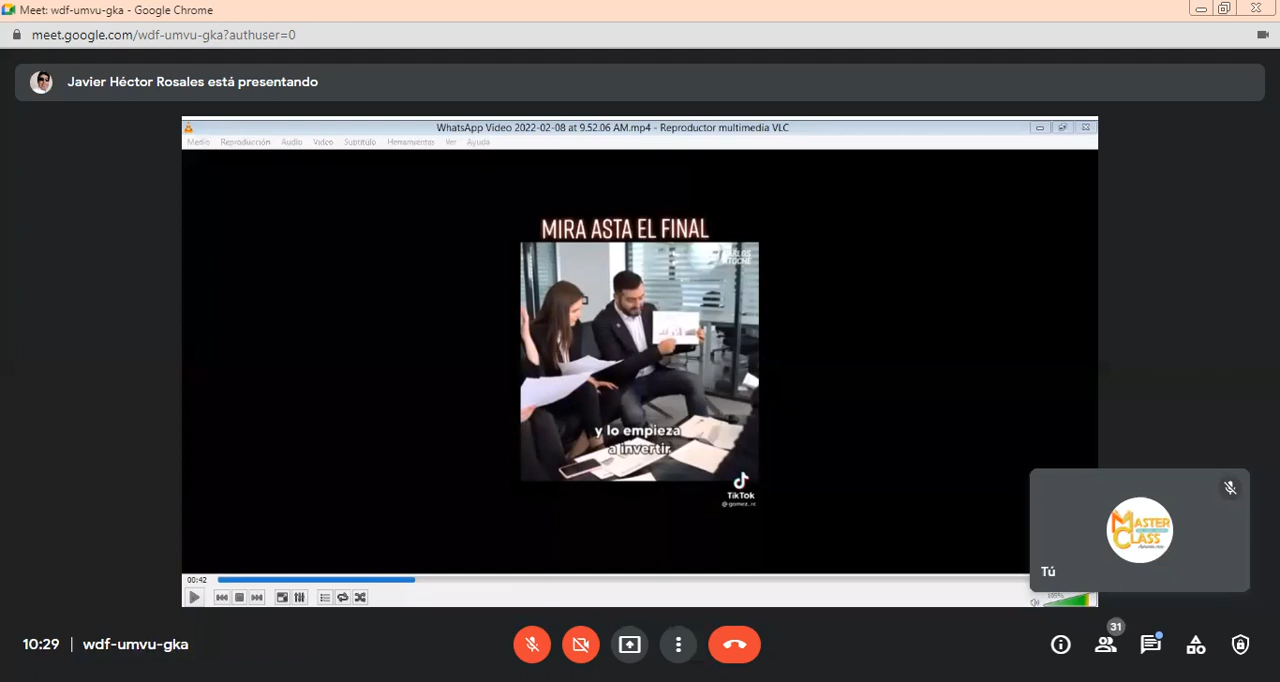 Meet: wdf-umvu-gka - Google Chrome
meet.google.com/wdf-umvu-gka?authuser=0
Javier Héctor Rosales está presentando
WhatsApp Video 2022-02-08 at 9.52.06 AM.mp4 - Reproductor multimedia VLC
Medio Reproducción Audio Video Subtítulo Herramientas Ver Ayuda
MIRA ASTA EL FINAL
y lo empieza
a invertir
TikTok
00:42
MASTER
CLASS
Tú
10:29 | wdf-umvu-gka
31